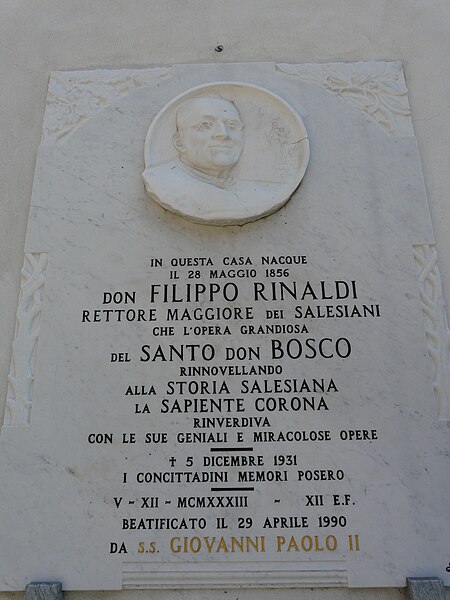 IN QUESTA CASA NACQUE
IL 28 MAGGIO 1856
DON FILIPPO RINALDI
RETTORE MAGGIORE DEI SALESIANI
CHE L'OPERA GRANDIOSA
DEL SANTO DON BOSCO
RINNOVELLANDO
ALLA STORIA SALESIANA
LA SAPIENTE CORONA
RINVERDIVA
CON LE SUE GENIALI E MIRACOLOSE OPERE
† 5 DICEMBRE 1931
I CONCITTADINI MEMORI POSERO
V - XII - MCMXXXIII - XII E.F.
BEATIFICATO IL 29 APRILE 1990
DA S.S. GIOVANNI PAOLO II